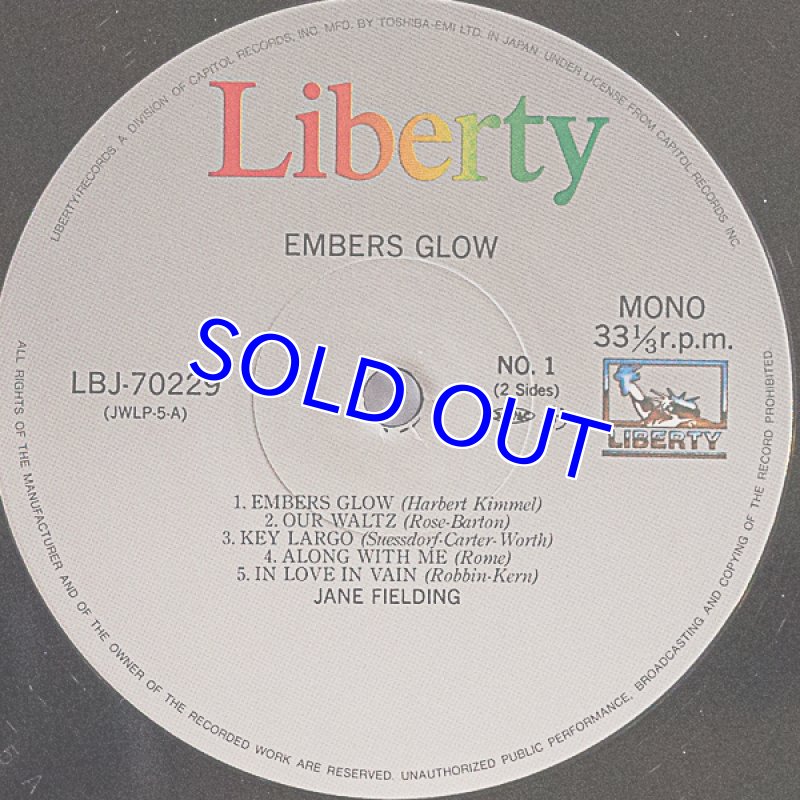 LIBERTY/RECORDS, A DIVISION OF CAPITOL RECORDS, INC. MFD. BY TOSHIBA-EMI LTD. IN JAPAN. UNDER LICENSE FROM CAPITOL RECORDS, INC.
Liberty
EMBERS GLOW
MONO
33⅓r.p.m.
LBJ-70229
(JWLP-5-A)
NO. 1
(2 Sides)
SOLD OUT
LIBERTY
1. EMBERS GLOW (Harbert Kimmel)
2. OUR WALTZ (Rose-Barton)
3. KEY LARGO (Suessdorf-Carter-Worth)
4. ALONG WITH ME (Rome)
5. IN LOVE IN VAIN (Robbin-Kern)
JANE FIELDING
ALL RIGHTS OF THE MANUFACTURER AND OF THE OWNER OF THE RECORDED WORK ARE RESERVED. UNAUTHORIZED PUBLIC PERFORMANCE, BROADCASTING AND COPYING OF THE RECORD PROHIBITED.
5 A